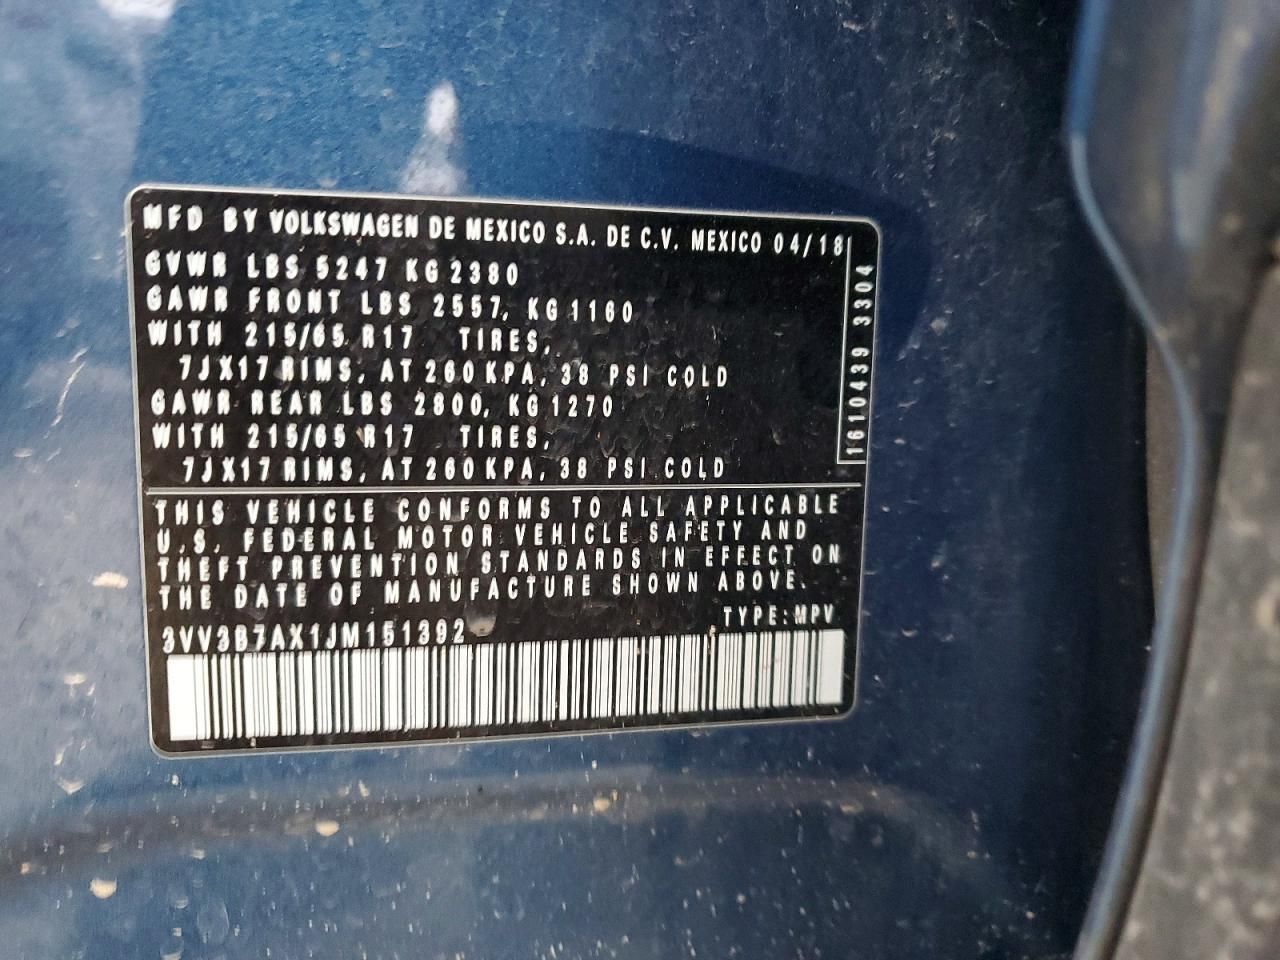 MFD BY VOLKSWAGEN DE MEXICO S.A. DE C.V. MEXICO 04/18
GVWR LBS 5247 KG 2380
GAWR FRONT LBS 2557, KG 1160
WITH 215/65 R17 TIRES,
7JX17 RIMS, AT 260 KPA, 38 PSI COLD
GAWR REAR LBS 2800, KG 1270
WITH 215/65 R17 TIRES,
7JX17 RIMS, AT 260 KPA, 38 PSI COLD
1610439 3304
THIS VEHICLE CONFORMS TO ALL APPLICABLE
U.S. FEDERAL MOTOR VEHICLE SAFETY AND
THEFT PREVENTION STANDARDS IN EFFECT ON
THE DATE OF MANUFACTURE SHOWN ABOVE.
TYPE:MPV
3VV3B7AX1JM151392